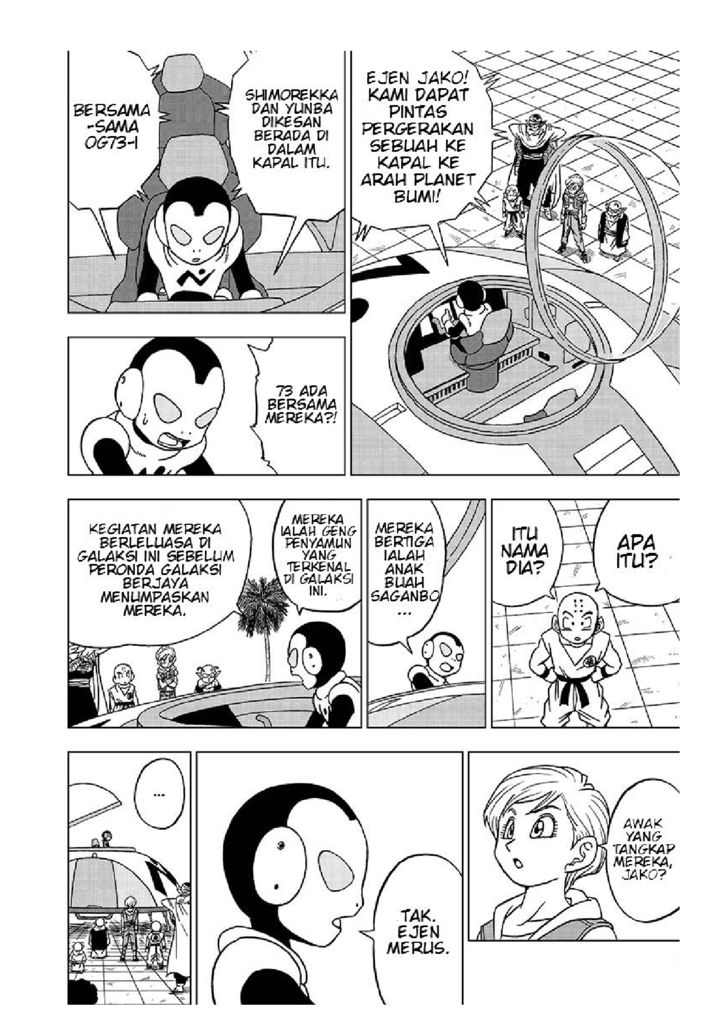 EJEN JAKO!
KAMI DAPAT
PINTAS
PERGERAKAN
SEBUAH KE
KAPAL KE
ARAH PLANET
BUMI!
SHIMOREKKA
DAN YUNBA
DIKESAN
BERADA DI
DALAM
KAPAL ITU.
BERSAMA
-SAMA
OG73-I
73 ADA
BERSAMA
MEREKA?!
APA
ITU?
ITU
NAMA
DIA?
MEREKA
BERTIGA
IALAH
ANAK
BUAH
SAGANBO
...
MEREKA
IALAH GENG
PENYAMUN
YANG
TERKENAL
DI GALAKSI
INI.
KEGIATAN MEREKA
BERLELUASA DI
GALAKSI INI SEBELUM
PERONDA GALAKSI
BERJAYA
MENUMPASKAN
MEREKA.
AWAK
YANG
TANGKAP
MEREKA,
JAKO?
TAK.
EJEN
MERUS.
...